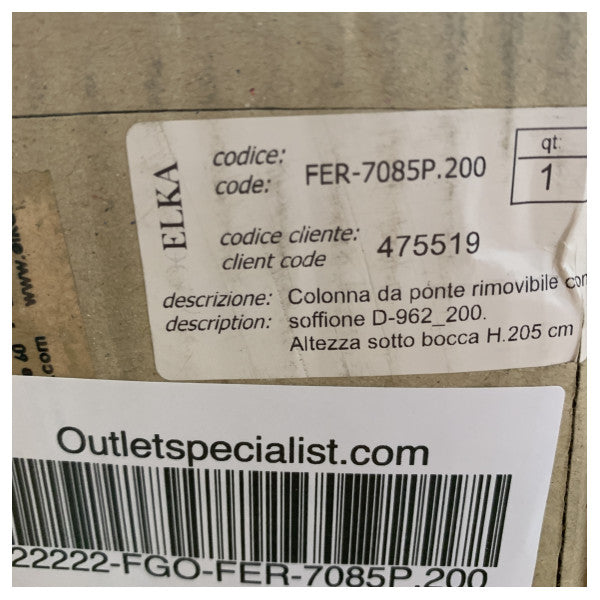 ELKA
codice:
code:
FER-7085P.200
qt:
1
codice cliente:
client code
475519
descrizione:
description:
Colonna da ponte rimovibile con
soffione D-962_200.
Altezza sotto bocca H.205 cm
Outletspecialist.com
22222-FGO-FER-7085P.200